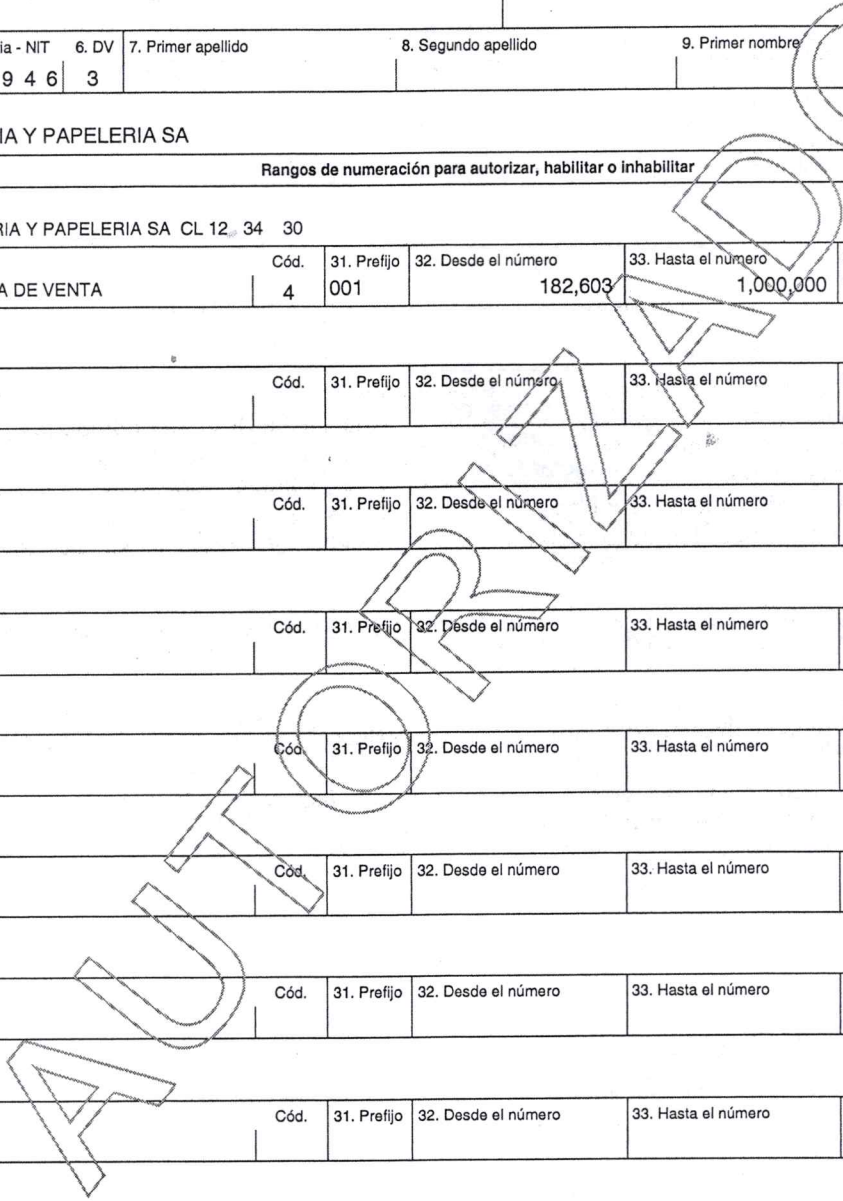 ia - NIT 6. DV 7. Primer apellido 8. Segundo apellido 9. Primer nombre
9 4 6 3
IA Y PAPELERIA SA
Rangos de numeración para autorizar, habilitar o inhabilitar
RIA Y PAPELERIA SA CL 12 34 30
Cód. 31. Prefijo 32. Desde el número 33. Hasta el número
A DE VENTA 4 001 182,603 1,000,000
Cód. 31. Prefijo 32. Desde el número 33. Hasta el número
Cód. 31. Prefijo 32. Desde el número 33. Hasta el número
Cód. 31. Prefijo 32. Desde el número 33. Hasta el número
Cód. 31. Prefijo 32. Desde el número 33. Hasta el número
Cód. 31. Prefijo 32. Desde el número 33. Hasta el número
Cód. 31. Prefijo 32. Desde el número 33. Hasta el número
Cód. 31. Prefijo 32. Desde el número 33. Hasta el número
AUTORIZADO